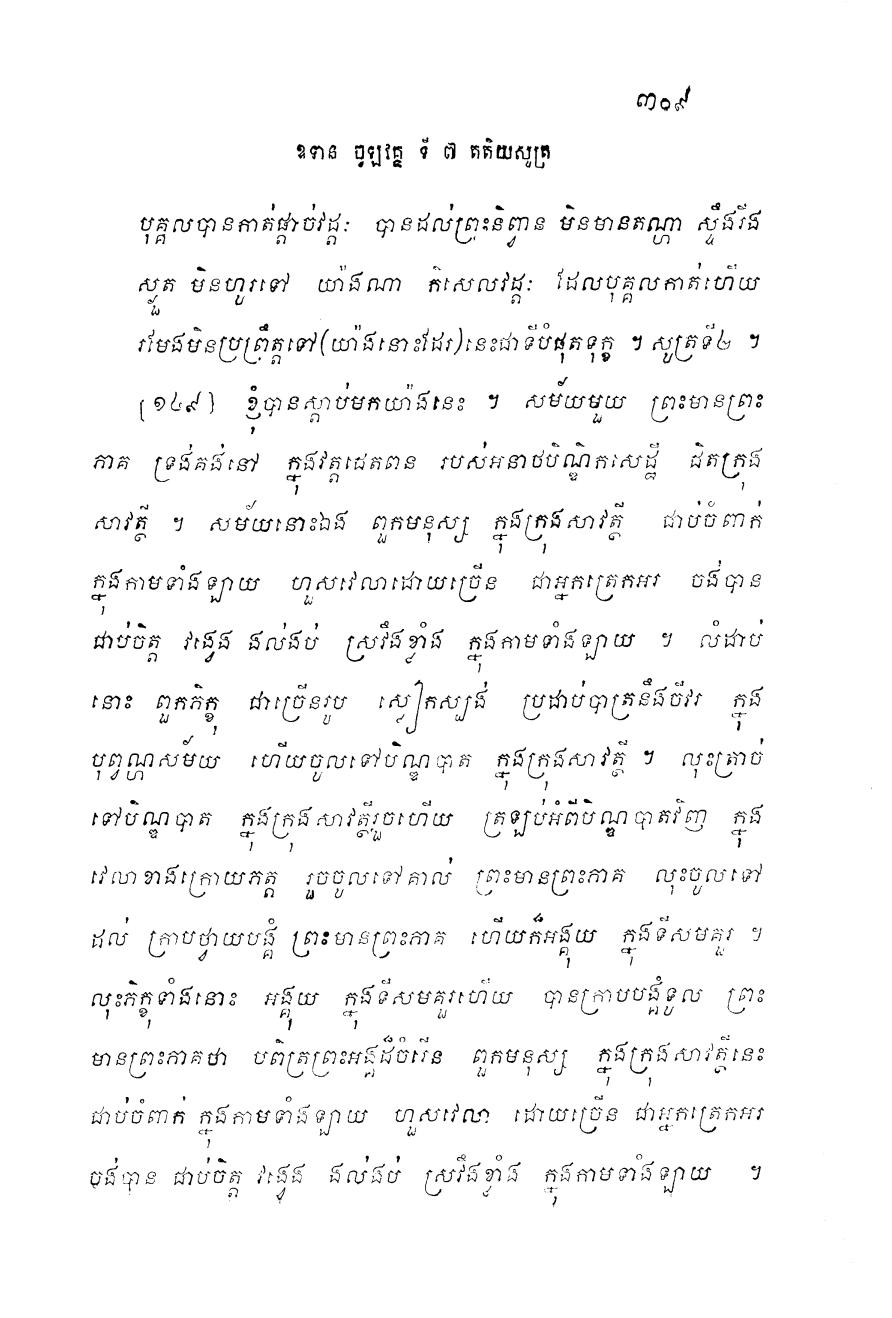 ៣០៩
ឧទាន ចូឡវគ្គ ទី ៧ តតិយសូត្រ
បុគ្គលបានកាត់ផ្តាច់វដ្តៈ បានដល់ព្រះនិព្វាន មិនមានតណ្ហា ស្ទឹងរីង
ស្ងួត មិនហូរទៅ យ៉ាងណា កិលេសវដ្តៈ ដែលបុគ្គលកាត់ហើយ
រមែងមិនប្រព្រឹត្តទៅ(យ៉ាងនោះដែរ)នេះជាទីបំផុតទុក្ខ ។ សូត្រទី២ ។
[១៤៩] ខ្ញុំបានស្តាប់មកយ៉ាងនេះ ។ សម័យមួយ ព្រះមានព្រះ
ភាគ ទ្រង់គង់នៅ ក្នុងវត្តជេតពន របស់អនាថបិណ្ឌិកសេដ្ឋី ជិតក្រុង
សាវត្ថី ។ សម័យនោះឯង ពួកមនុស្ស ក្នុងក្រុងសាវត្ថី ជាប់ចំពាក់
ក្នុងកាមទាំងឡាយ ហួសវេលាដោយច្រើន ជាអ្នកត្រេកអរ ចង់បាន
ជាប់ចិត្ត វង្វេង ងល់ងប់ ស្រវឹងខ្លាំង ក្នុងកាមទាំងឡាយ ។ លំដាប់
នោះ ពួកភិក្ខុ ជាច្រើនរូប ស្លៀកស្បង់ ប្រដាប់បាត្រនឹងចីវរ ក្នុង
បុព្វណ្ហសម័យ ហើយចូលទៅបិណ្ឌបាត ក្នុងក្រុងសាវត្ថី ។ លុះត្រាច់
ទៅបិណ្ឌបាត ក្នុងក្រុងសាវត្ថីរួចហើយ ត្រឡប់អំពីបិណ្ឌបាតវិញ ក្នុង
វេលាខាងក្រោយភត្ត រួចចូលទៅគាល់ ព្រះមានព្រះភាគ លុះចូលទៅ
ដល់ ក្រាបថ្វាយបង្គំ ព្រះមានព្រះភាគ ហើយក៏អង្គុយ ក្នុងទីសមគួរ ។
លុះភិក្ខុទាំងនោះ អង្គុយ ក្នុងទីសមគួរហើយ បានក្រាបបង្គំទូល ព្រះ
មានព្រះភាគថា បពិត្រព្រះអង្គដ៏ចំរើន ពួកមនុស្ស ក្នុងក្រុងសាវត្ថីនេះ
ជាប់ចំពាក់ ក្នុងកាមទាំងឡាយ ហួសវេលា ដោយច្រើន ជាអ្នកត្រេកអរ
ចង់បាន ជាប់ចិត្ត វង្វេង ងល់ងប់ ស្រវឹងខ្លាំង ក្នុងកាមទាំងឡាយ ។